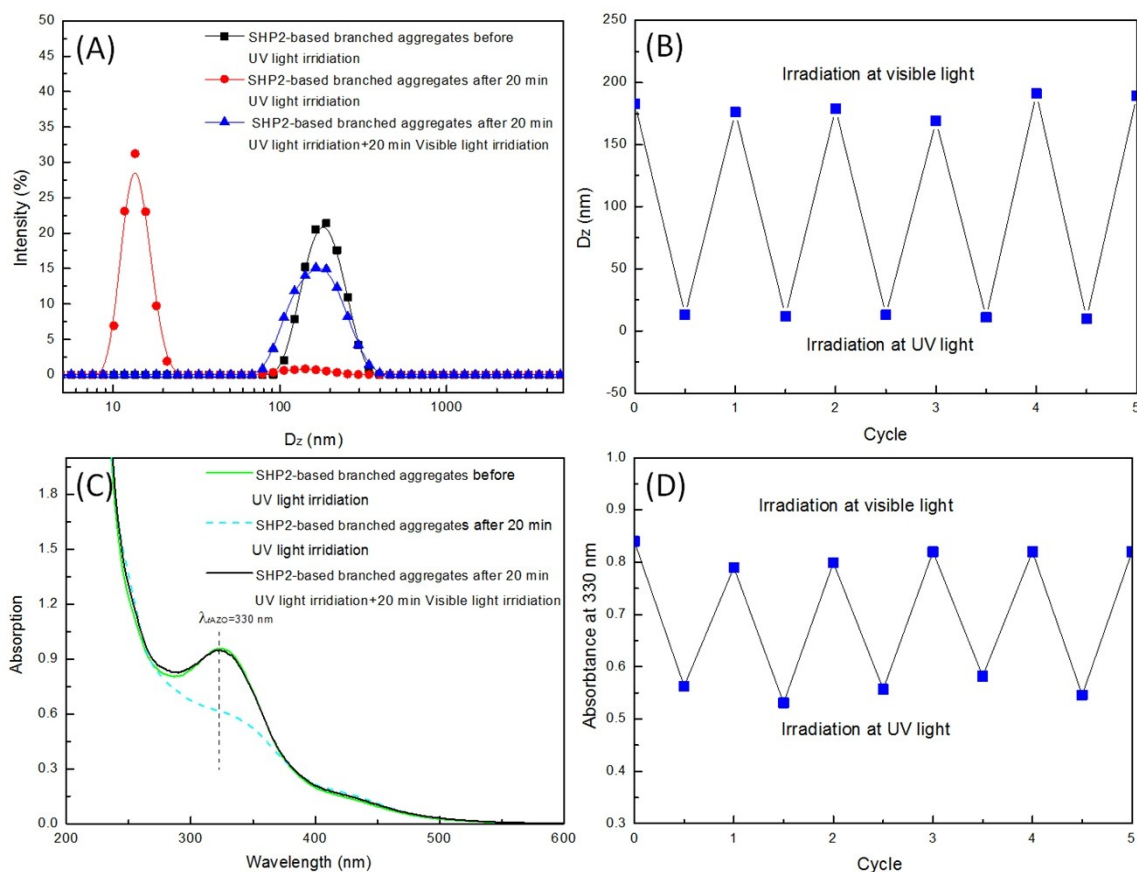 (A)
SHP2-based branched aggregates before
UV light irridiation
SHP2-based branched aggregates after 20 min
UV light irridiation
SHP2-based branched aggregates after 20 min
UV light irridiation+20 min Visible light irridiation
50
45
40
35
30
25
20
15
10
5
0
Intensity (%)
10
100
1000
Dz (nm)
(B)
Irradiation at visible light
Irradiation at UV light
250
200
150
100
50
0
-50
Dz (nm)
0
1
2
3
4
5
Cycle
(C)
SHP2-based branched aggregates before
UV light irridiation
SHP2-based branched aggregates after 20 min
UV light irridiation
SHP2-based branched aggregates after 20 min
UV light irridiation+20 min Visible light irridiation
λtAZO=330 nm
1.8
1.5
1.2
0.9
0.6
0.3
0.0
Absorption
200
300
400
500
600
Wavelength (nm)
(D)
Irradiation at visible light
Irradiation at UV light
1.0
0.9
0.8
0.7
0.6
0.5
0.4
0.3
Absorbtance at 330 nm
0
1
2
3
4
5
Cycle